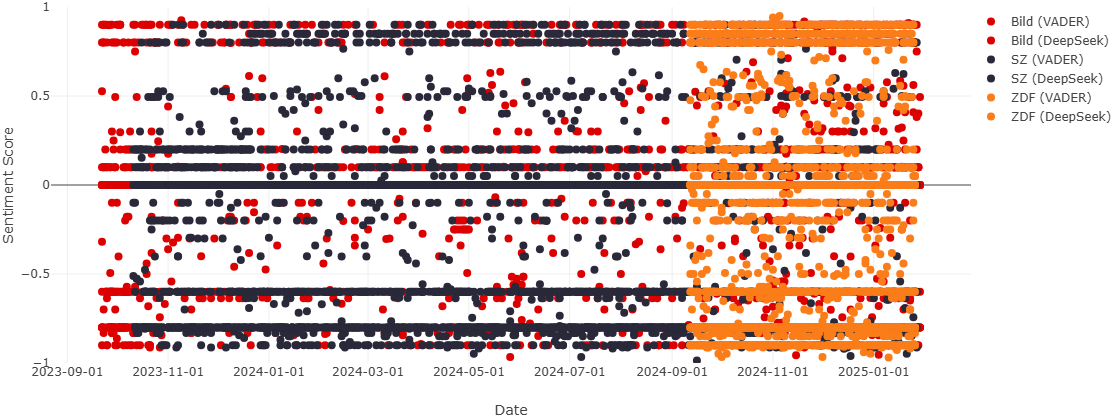 1
0.5
0
−0.5
−1
Sentiment Score
2023-09-01
2023-11-01
2024-01-01
2024-03-01
2024-05-01
2024-07-01
2024-09-01
2024-11-01
2025-01-01
Date
Bild (VADER)
Bild (DeepSeek)
SZ (VADER)
SZ (DeepSeek)
ZDF (VADER)
ZDF (DeepSeek)